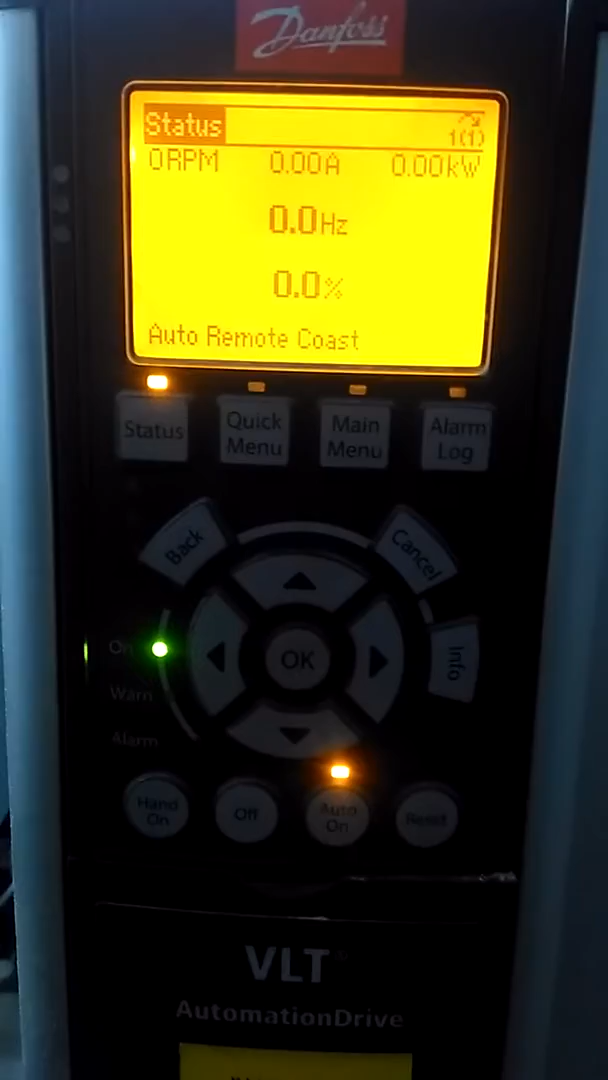 Danfoss
Status
1(1)
0RPM 0.00A 0.00kW
0.0Hz
0.0%
Auto Remote Coast
Status
Quick
Menu
Main
Menu
Alarm
Log
Back
Cancel
OK
Info
On
Warn
Alarm
Hand
On
Off
Auto
On
Reset
VLT®
AutomationDrive